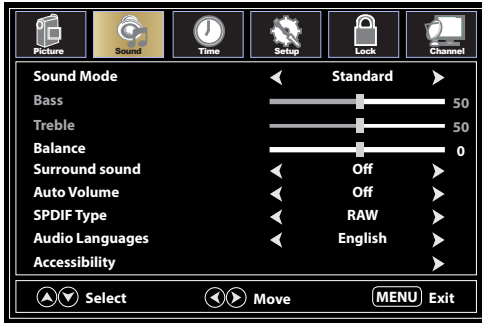 Picture Sound Time Setup Lock Channel
Sound Mode Standard
Bass 50
Treble 50
Balance 0
Surround sound Off
Auto Volume Off
SPDIF Type RAW
Audio Languages English
Accessibility
Select Move MENU Exit